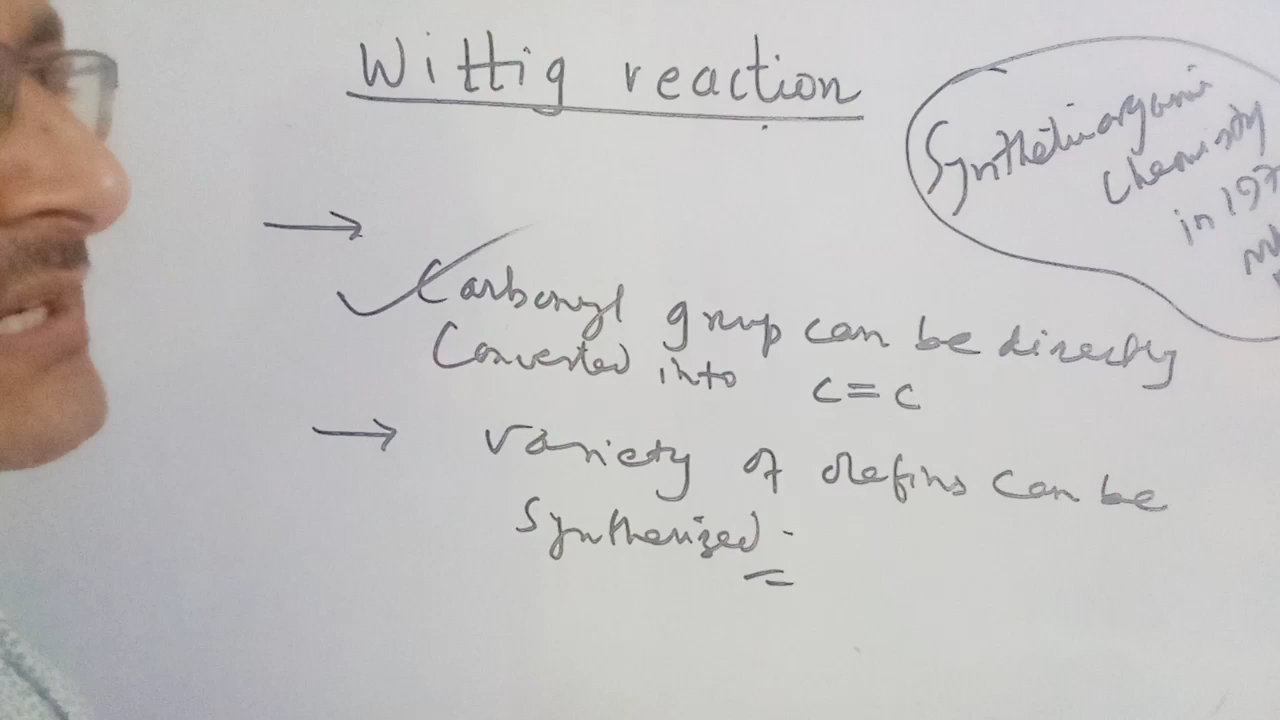 Wittig reaction
Synthetic organic
Chemistry
in 197
→
Carbonyl group can be directly
Converted into C=C
→ variety of olefins can be
Synthesized.